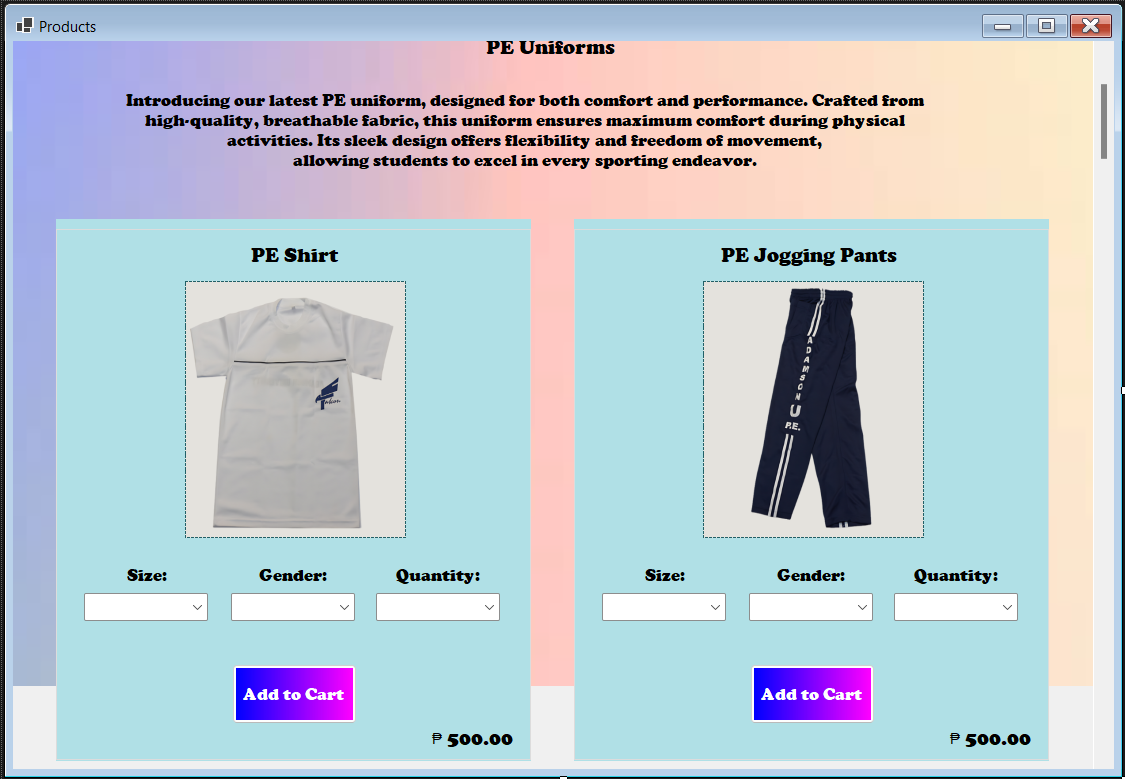 Products
PE Uniforms
Introducing our latest PE uniform, designed for both comfort and performance. Crafted from
high-quality, breathable fabric, this uniform ensures maximum comfort during physical
activities. Its sleek design offers flexibility and freedom of movement,
allowing students to excel in every sporting endeavor.
PE Shirt
Falcon
Size:
Gender:
Quantity:
Add to Cart
₱ 500.00
PE Jogging Pants
ADAMSON
U
P.E.
Size:
Gender:
Quantity:
Add to Cart
₱ 500.00